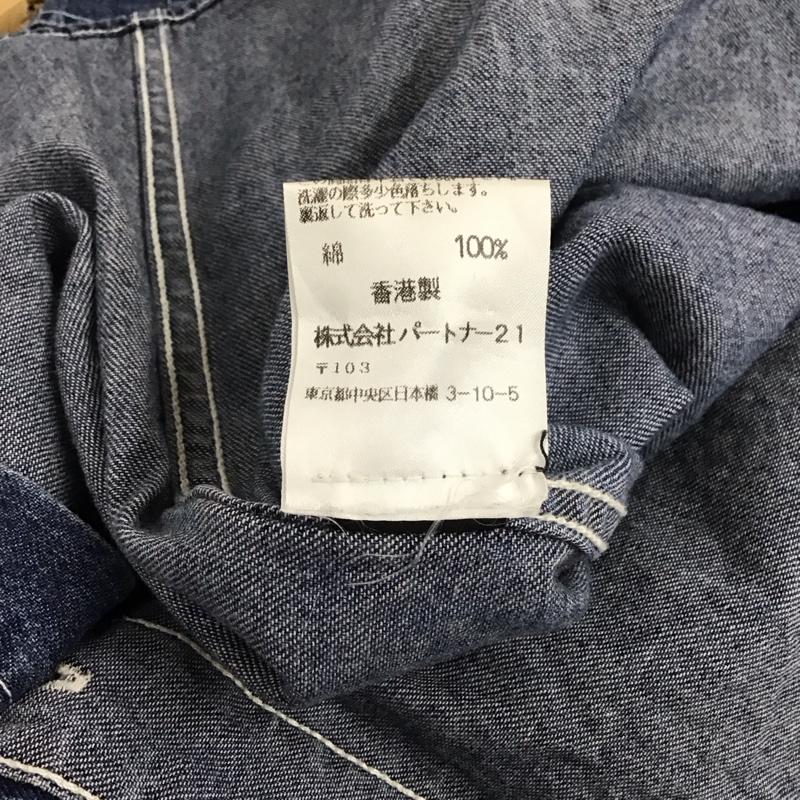 洗濯の際多少色落ちします。
裏返して洗って下さい。
綿 100%
香港製
株式会社パートナー21
〒103
東京都中央区日本橋 3-10-5